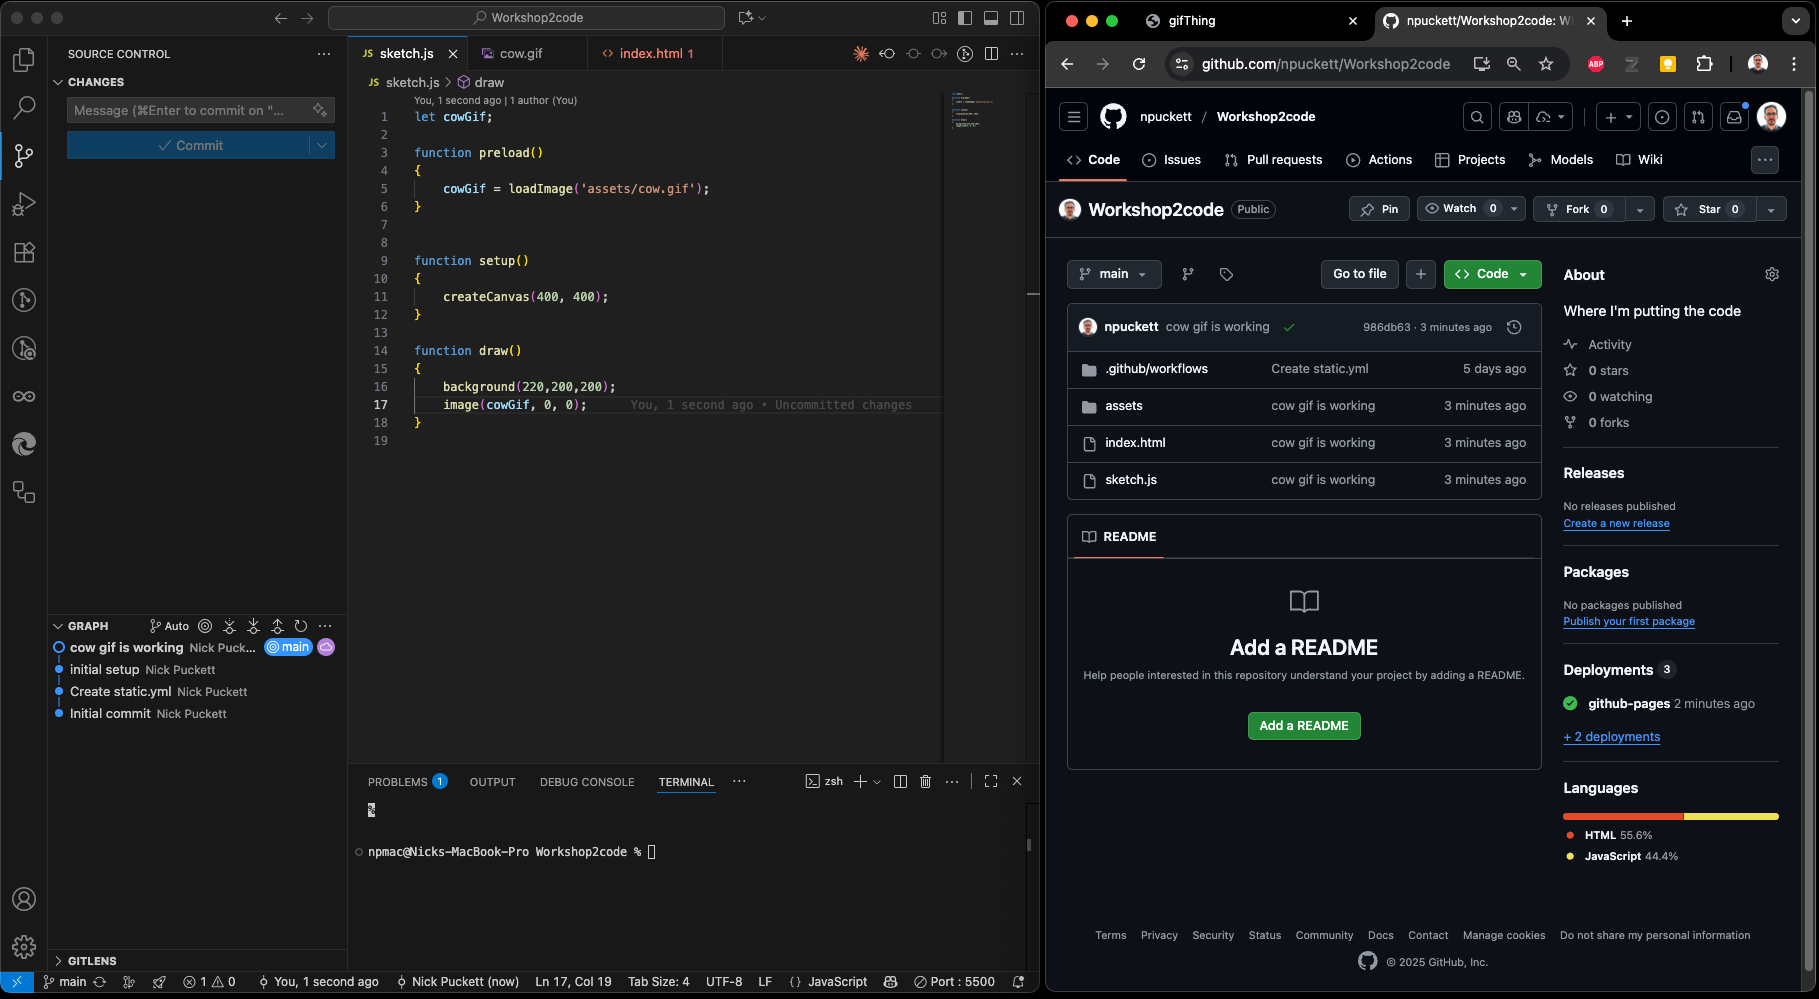 Workshop2code
SOURCE CONTROL
CHANGES
Message (⌘Enter to commit on "...
Commit
GRAPH
Auto
cow gif is working Nick Puck... main
initial setup Nick Puckett
Create static.yml Nick Puckett
Initial commit Nick Puckett
GITLENS
JS sketch.js
cow.gif
index.html 1
JS sketch.js > draw
You, 1 second ago | 1 author (You)
1 let cowGif;
2
3 function preload()
4 {
5 cowGif = loadImage('assets/cow.gif');
6 }
7
8
9 function setup()
10 {
11 createCanvas(400, 400);
12 }
13
14 function draw()
15 {
16 background(220,200,200);
17 image(cowGif, 0, 0); You, 1 second ago • Uncommitted changes
18 }
19
PROBLEMS 1 OUTPUT DEBUG CONSOLE TERMINAL
zsh
%
npmac@Nicks-MacBook-Pro Workshop2code %
main 1 0 You, 1 second ago Nick Puckett (now) Ln 17, Col 19 Tab Size: 4 UTF-8 LF {} JavaScript Port : 5500
gifThing
npuckett/Workshop2code: W
github.com/npuckett/Workshop2code
ABP
Z
npuckett / Workshop2code
Code Issues Pull requests Actions Projects Models Wiki
Workshop2code Public
Pin Watch 0 Fork 0 Star 0
main
Go to file
Code
npuckett cow gif is working 986db63 · 3 minutes ago
.github/workflows Create static.yml 5 days ago
assets cow gif is working 3 minutes ago
index.html cow gif is working 3 minutes ago
sketch.js cow gif is working 3 minutes ago
README
Add a README
Help people interested in this repository understand your project by adding a README.
Add a README
About
Where I'm putting the code
Activity
0 stars
0 watching
0 forks
Releases
No releases published
Create a new release
Packages
No packages published
Publish your first package
Deployments 3
github-pages 2 minutes ago
+ 2 deployments
Languages
HTML 55.6%
JavaScript 44.4%
Terms Privacy Security Status Community Docs Contact Manage cookies Do not share my personal information
© 2025 GitHub, Inc.